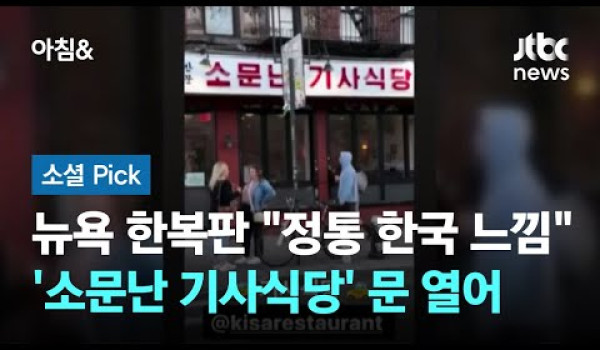 아침&
jtbc
news
소문난 기사식당
소셜 Pick
뉴욕 한복판 "정통 한국 느낌"
'소문난 기사식당' 문 열어
@kisarestaurant